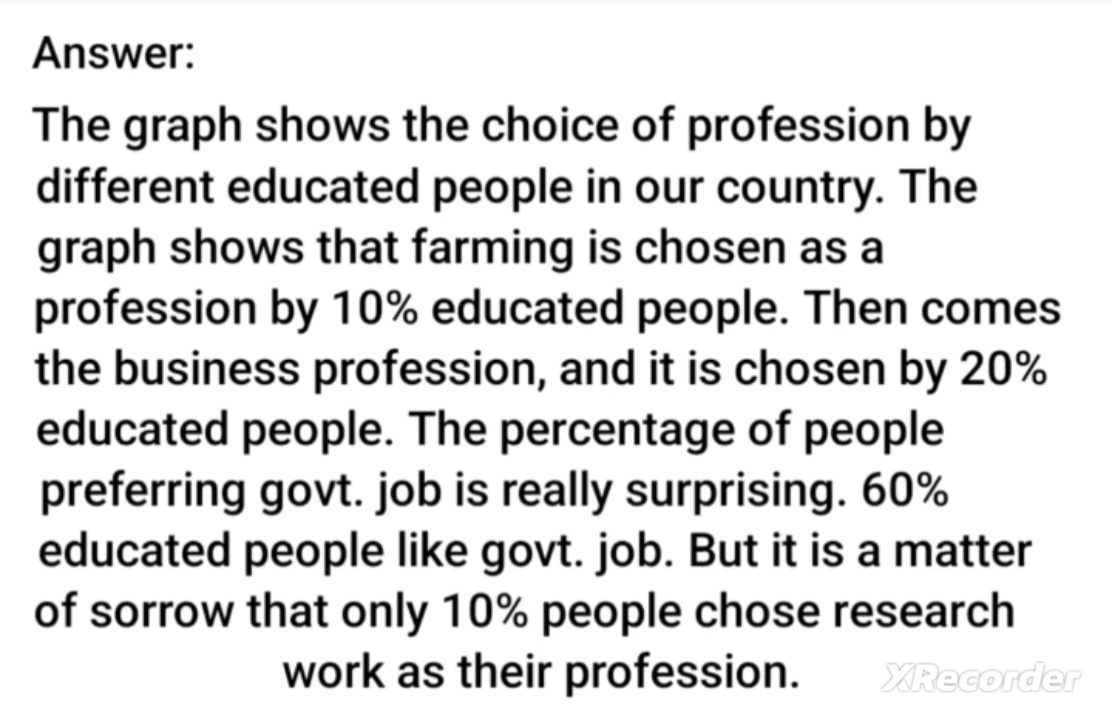 Answer:
The graph shows the choice of profession by
different educated people in our country. The
graph shows that farming is chosen as a
profession by 10% educated people. Then comes
the business profession, and it is chosen by 20%
educated people. The percentage of people
preferring govt. job is really surprising. 60%
educated people like govt. job. But it is a matter
of sorrow that only 10% people chose research
work as their profession.
XRecorder